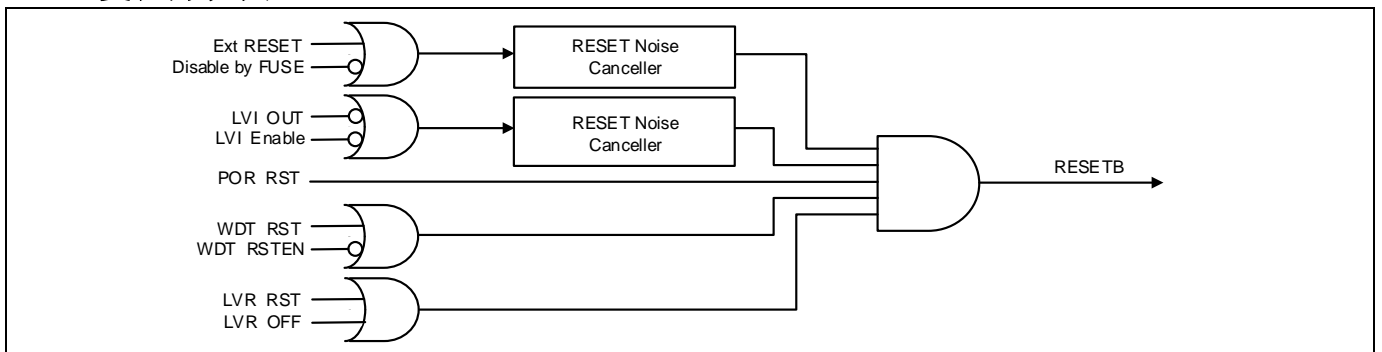 Ext RESET
Disable by FUSE
RESET Noise
Canceller
LVI OUT
LVI Enable
RESET Noise
Canceller
POR RST
RESETB
WDT RST
WDT RSTEN
LVR RST
LVR OFF